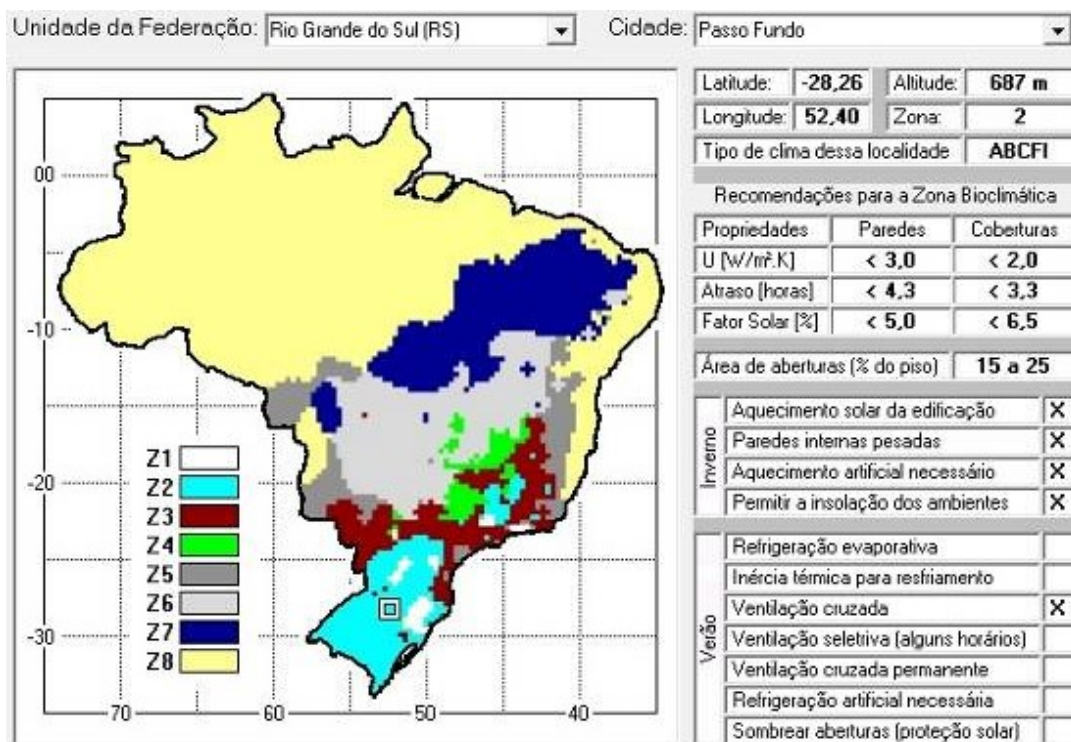 Unidade da Federação: Rio Grande do Sul (RS) Cidade: Passo Fundo
Latitude: -28,26 Altitude: 687 m
Longitude: 52,40 Zona: 2
Tipo de clima dessa localidade ABCFI
Recomendações para a Zona Bioclimática
Propriedades Paredes Coberturas
U [W/m².K] < 3,0 < 2,0
Atraso [horas] < 4,3 < 3,3
Fator Solar [%] < 5,0 < 6,5
Área de aberturas (% do piso) 15 a 25
Inverno
Aquecimento solar da edificação X
Paredes internas pesadas X
Aquecimento artificial necessário X
Permitir a insolação dos ambientes X
Verão
Refrigeração evaporativa
Inércia térmica para resfriamento
Ventilação cruzada X
Ventilação seletiva (alguns horários)
Ventilação cruzada permanente
Refrigeração artificial necessária
Sombrear aberturas (proteção solar)
00
-10
-20
-30
Z1
Z2
Z3
Z4
Z5
Z6
Z7
Z8
70 60 50 40